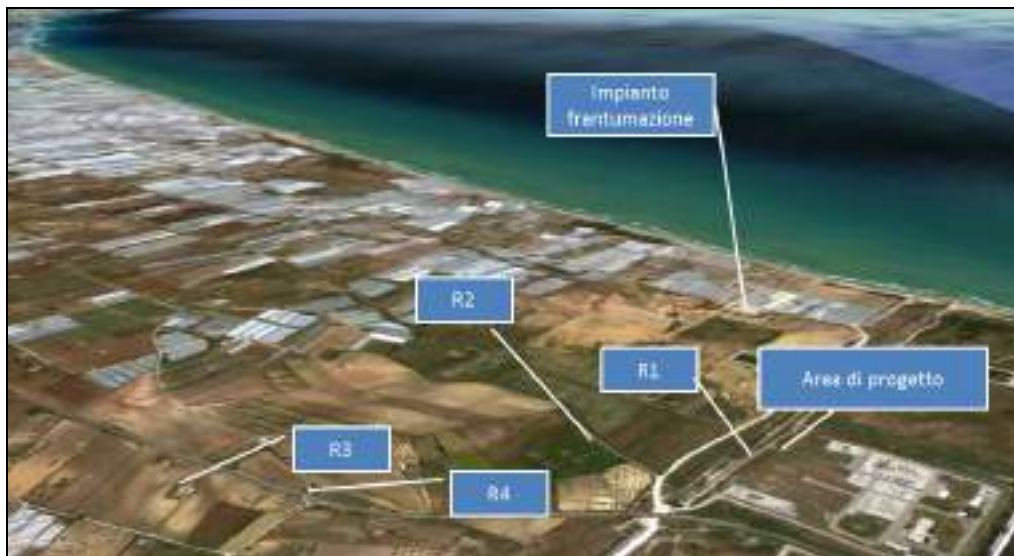 Impianto
frantumazione
R2
R1
Area di progetto
R3
R4